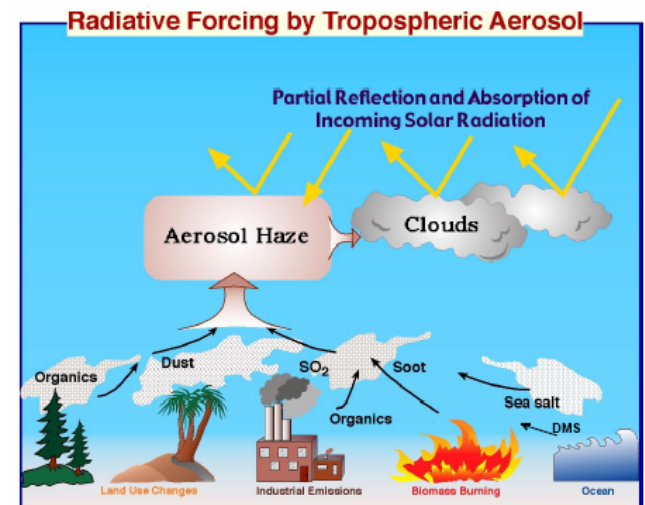 Radiative Forcing by Tropospheric Aerosol
Partial Reflection and Absorption of
Incoming Solar Radiation
Aerosol Haze
Clouds
Organics
Dust
SO2
Soot
Organics
Sea salt
DMS
Land Use Changes
Industrial Emissions
Biomass Burning
Ocean